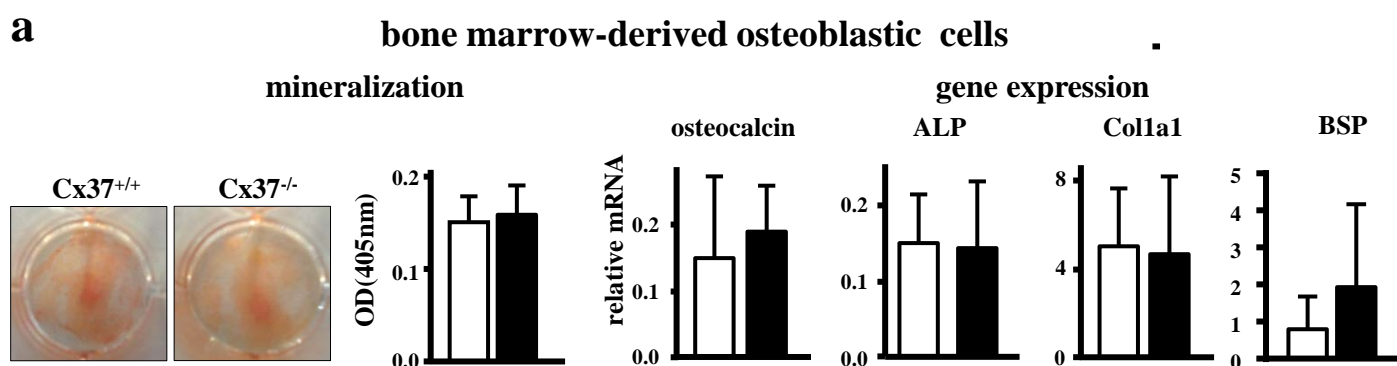 a
bone marrow-derived osteoblastic cells
mineralization
gene expression
osteocalcin
ALP
Col1a1
BSP
Cx37+/+
Cx37-/-
OD(405nm)
0.2
0.1
0.0
relative mRNA
0.2
0.1
0.0
0.2
0.1
0.0
8
4
0
5
4
3
2
1
0